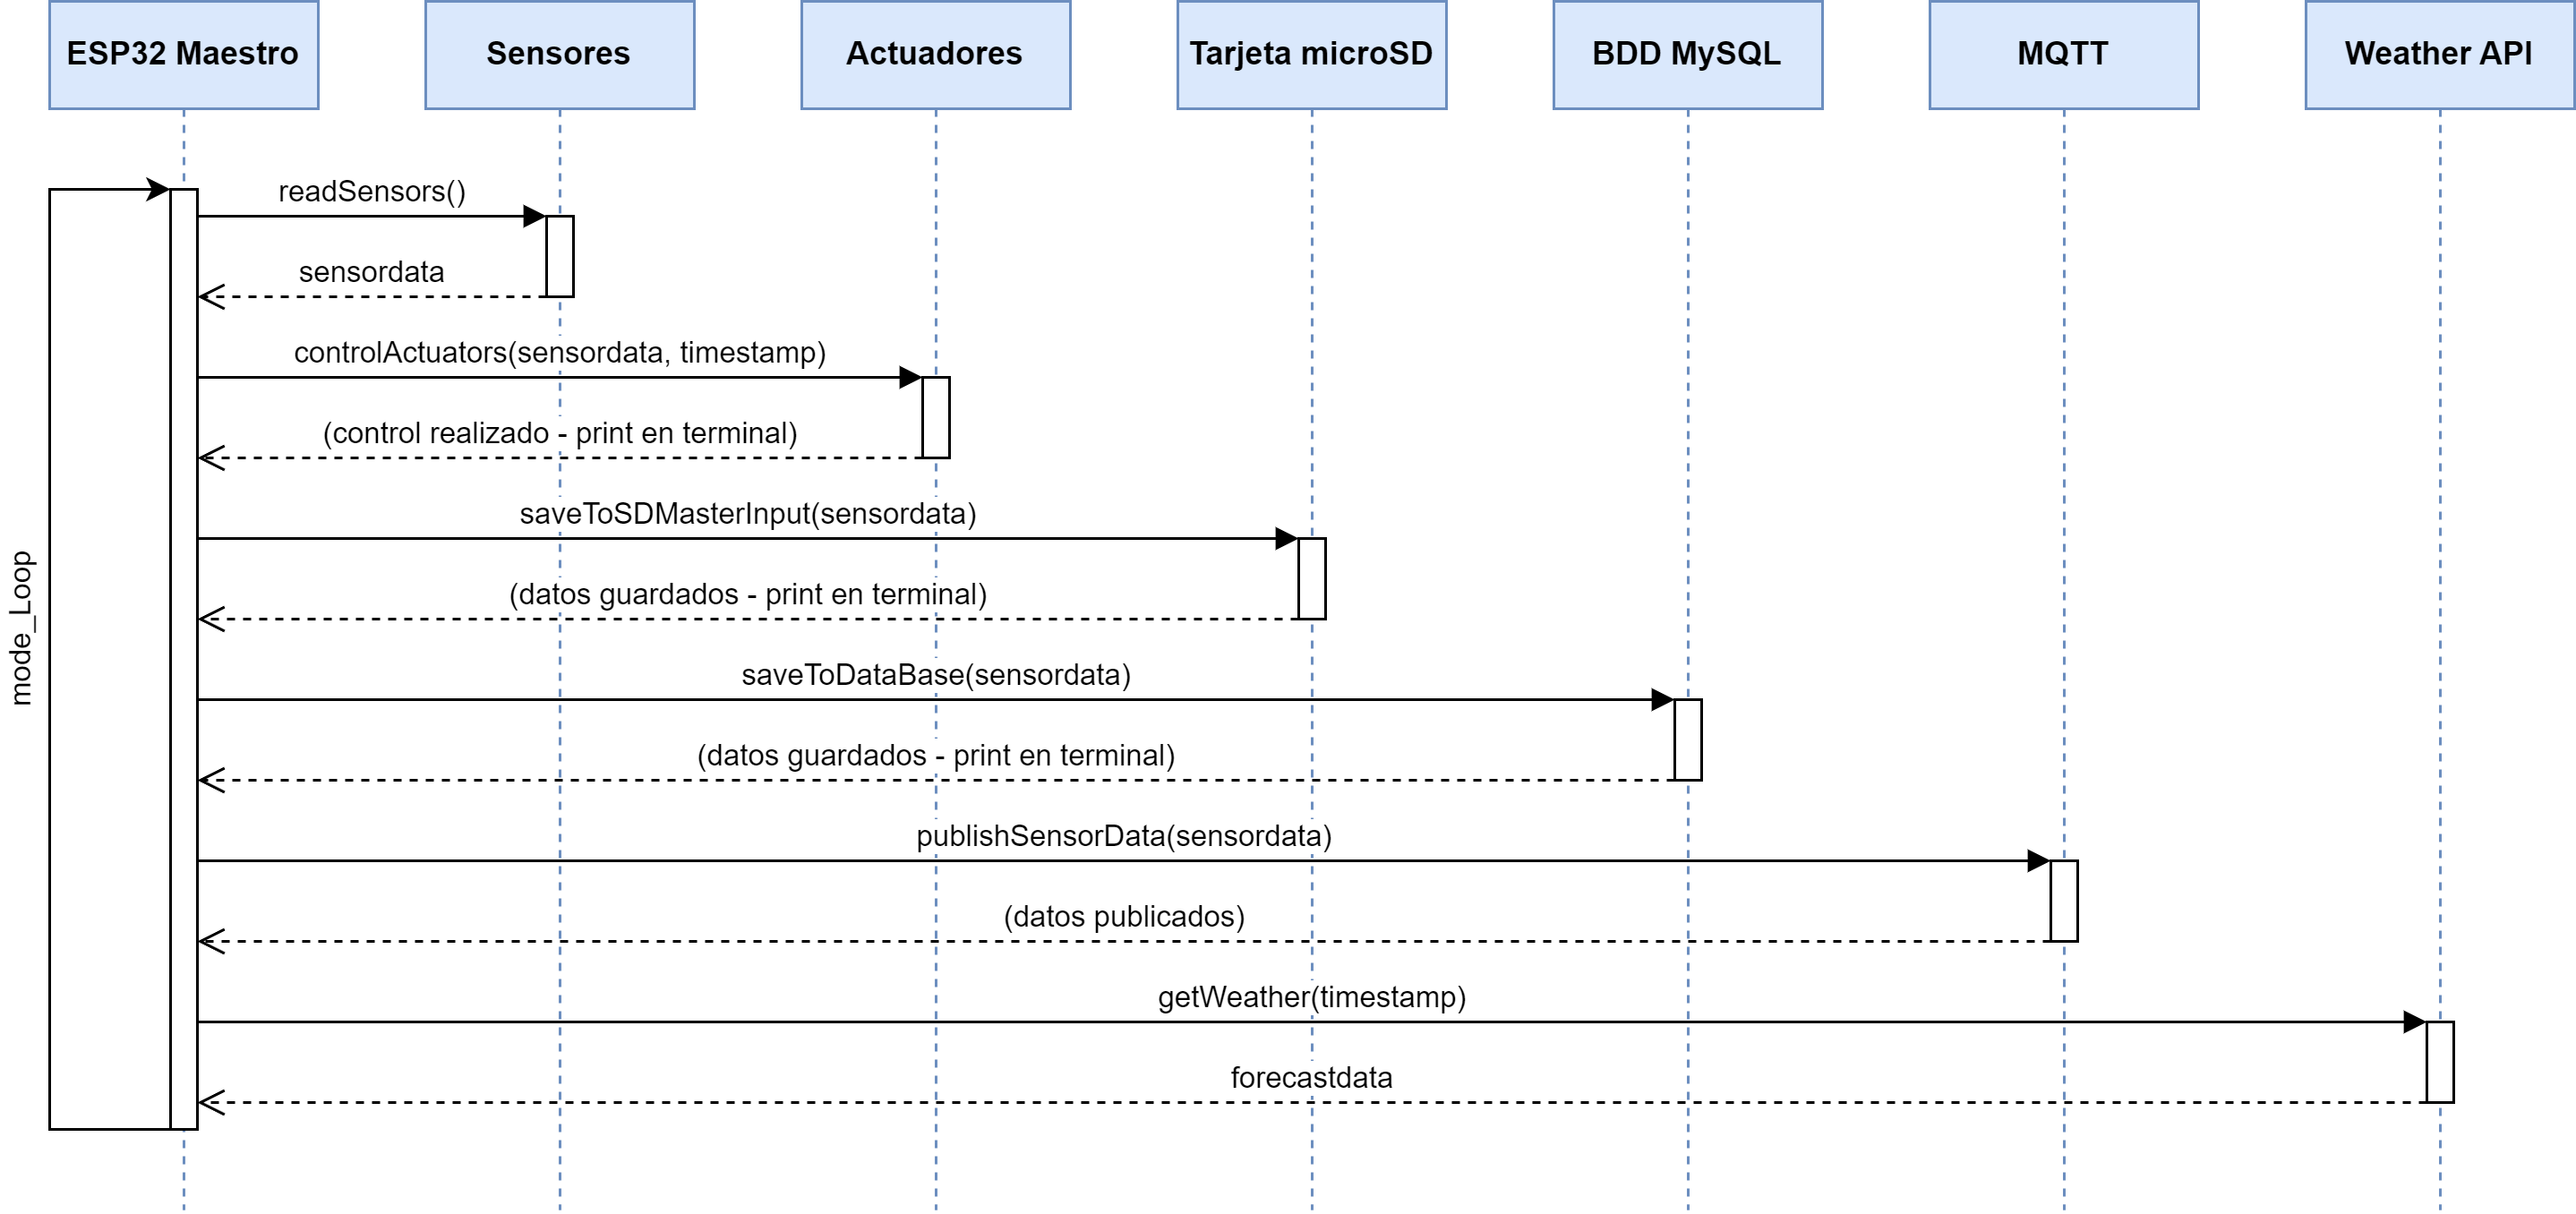 ESP32 Maestro
Sensores
Actuadores
Tarjeta microSD
BDD MySQL
MQTT
Weather API
readSensors()
sensordata
controlActuators(sensordata, timestamp)
(control realizado - print en terminal)
saveToSDMasterInput(sensordata)
(datos guardados - print en terminal)
mode_Loop
saveToDataBase(sensordata)
(datos guardados - print en terminal)
publishSensorData(sensordata)
(datos publicados)
getWeather(timestamp)
forecastdata